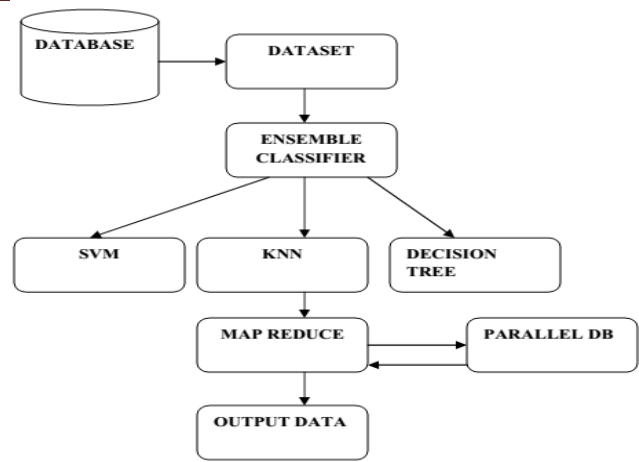 DATABASE
DATASET
ENSEMBLE
CLASSIFIER
SVM
KNN
DECISION
TREE
MAP REDUCE
PARALLEL DB
OUTPUT DATA